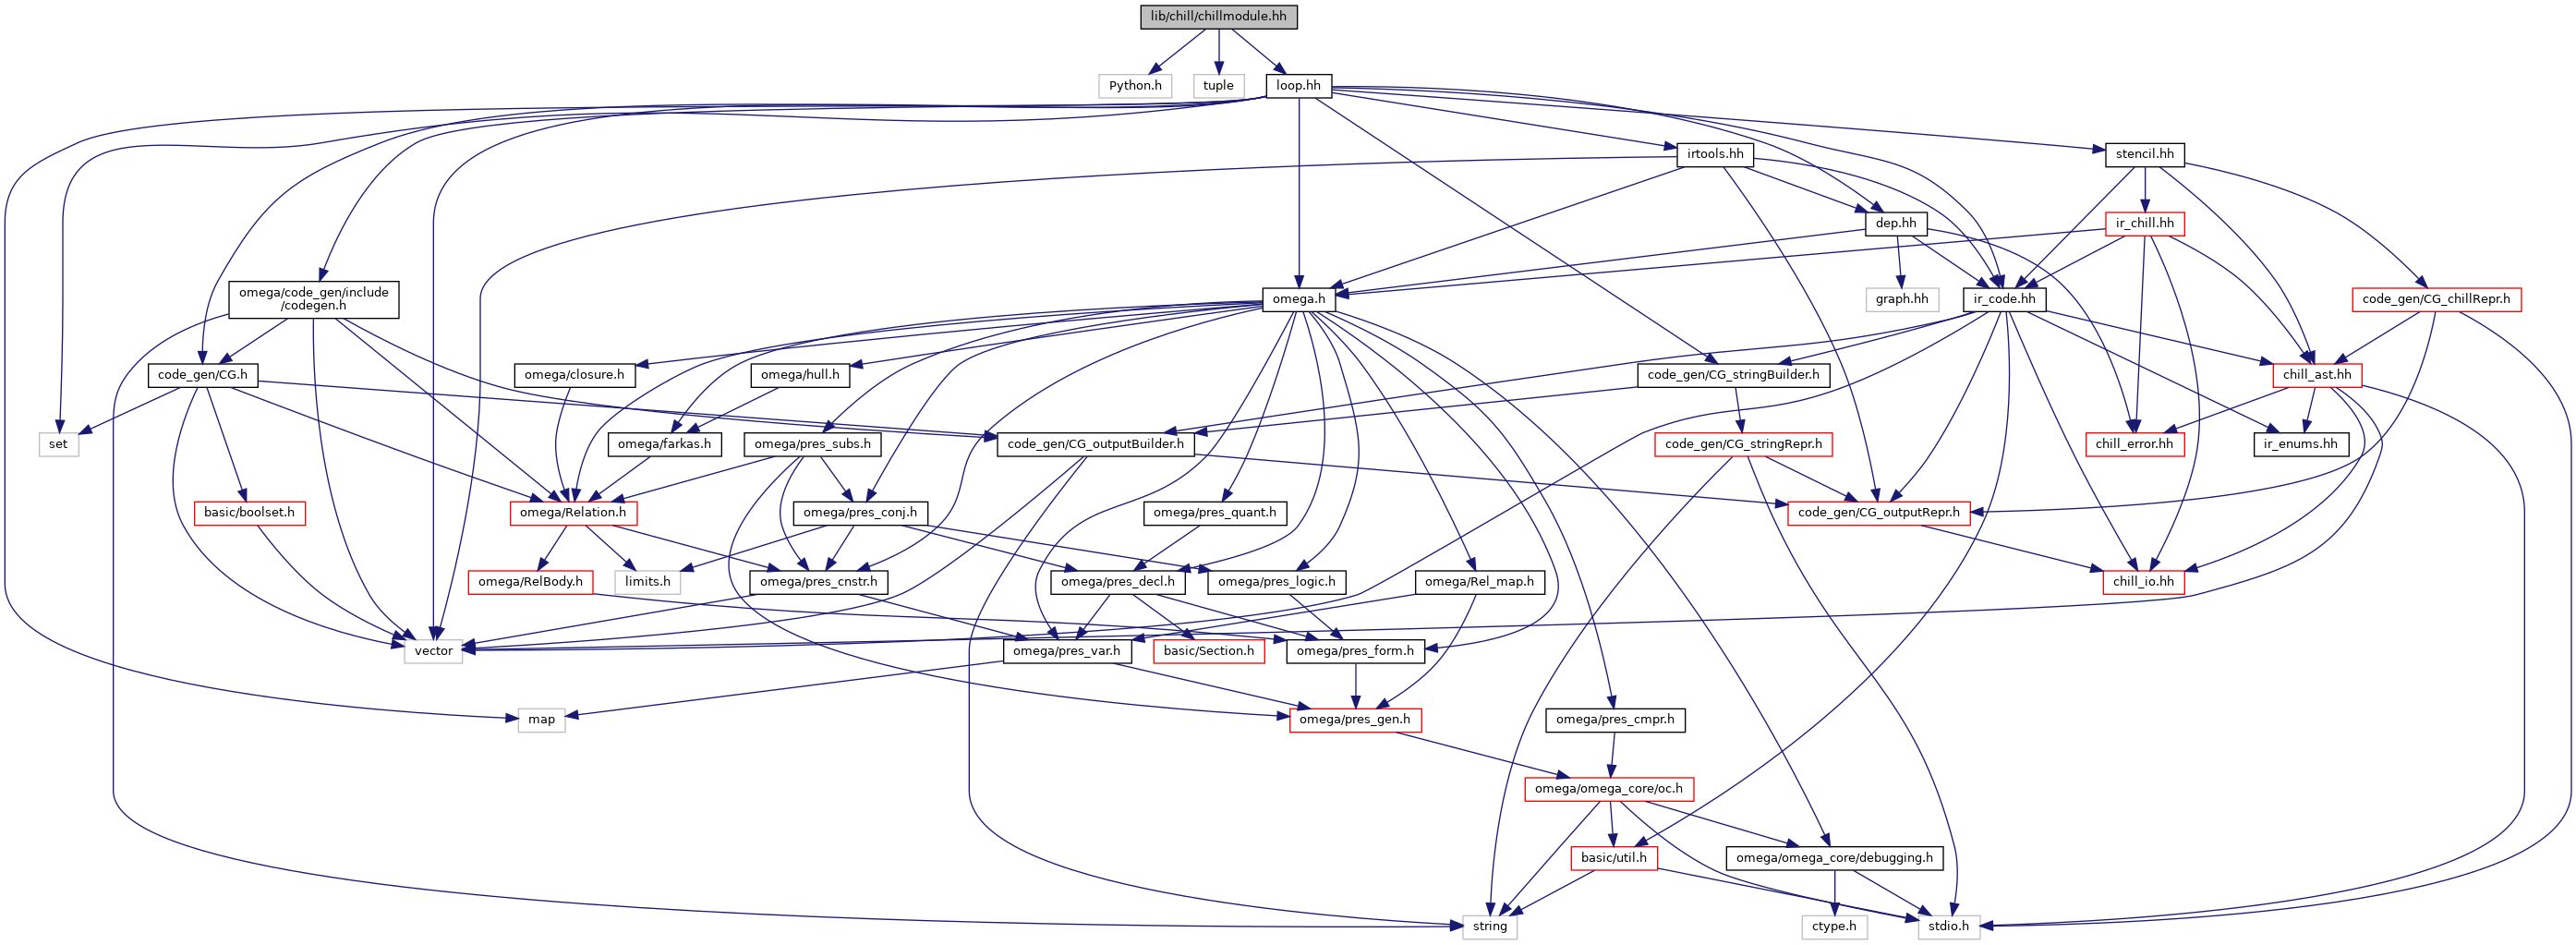 lib/chill/chillmodule.hh
Python.h
tuple
loop.hh
irtools.hh
stencil.hh
dep.hh
ir_chill.hh
omega/code_gen/include
/codegen.h
omega.h
graph.hh
ir_code.hh
code_gen/CG_chillRepr.h
code_gen/CG.h
omega/closure.h
omega/hull.h
code_gen/CG_stringBuilder.h
chill_ast.hh
set
omega/farkas.h
omega/pres_subs.h
code_gen/CG_outputBuilder.h
code_gen/CG_stringRepr.h
chill_error.hh
ir_enums.hh
basic/boolset.h
omega/Relation.h
omega/pres_conj.h
omega/pres_quant.h
code_gen/CG_outputRepr.h
omega/RelBody.h
limits.h
omega/pres_cnstr.h
omega/pres_decl.h
omega/pres_logic.h
omega/Rel_map.h
chill_io.hh
vector
omega/pres_var.h
basic/Section.h
omega/pres_form.h
map
omega/pres_gen.h
omega/pres_cmpr.h
omega/omega_core/oc.h
basic/util.h
omega/omega_core/debugging.h
string
ctype.h
stdio.h